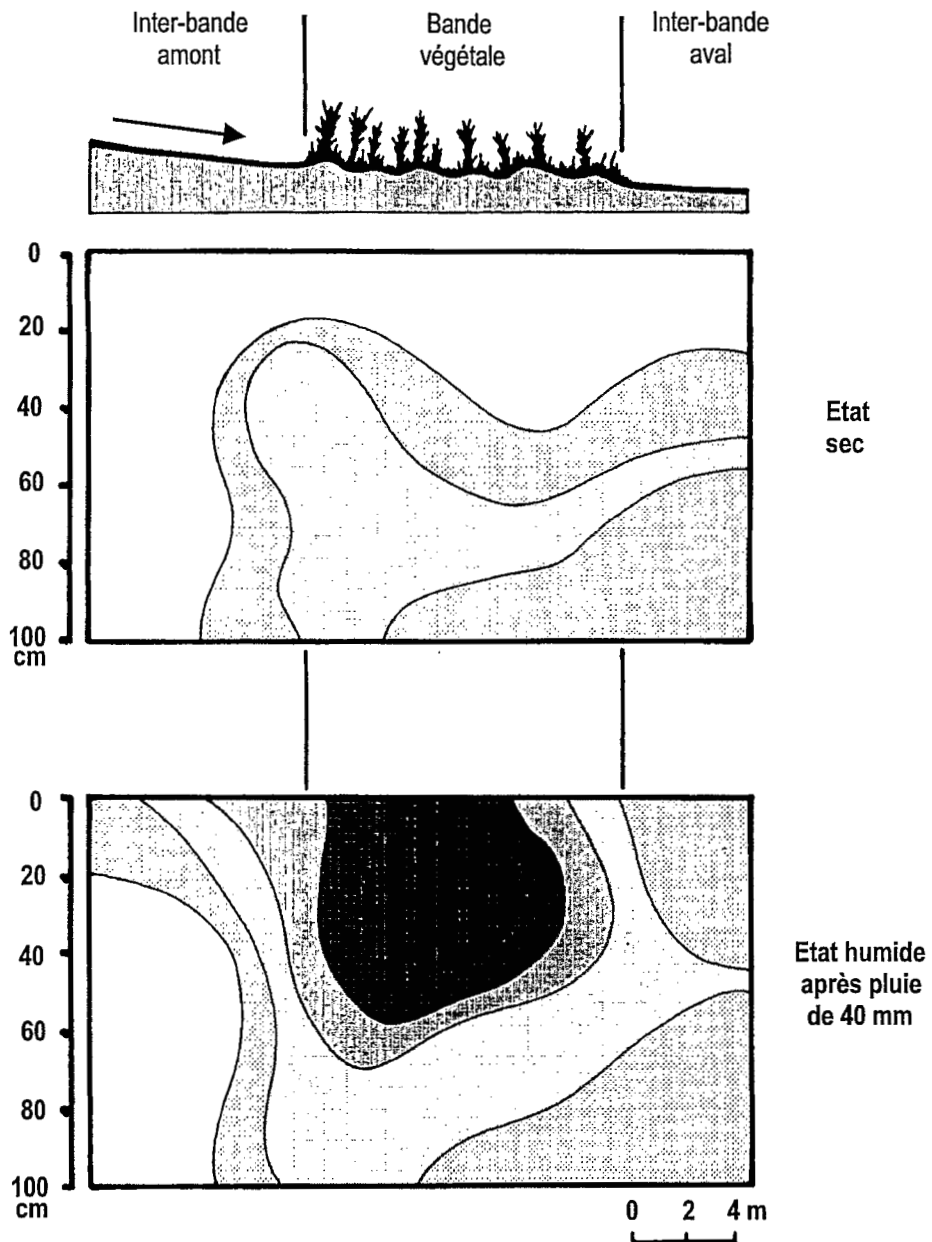 Inter-bande
amont
Bande
végétale
Inter-bande
aval
0
20
40
60
80
100
cm
Etat
sec
0
20
40
60
80
100
cm
Etat humide
après pluie
de 40 mm
0 2 4 m